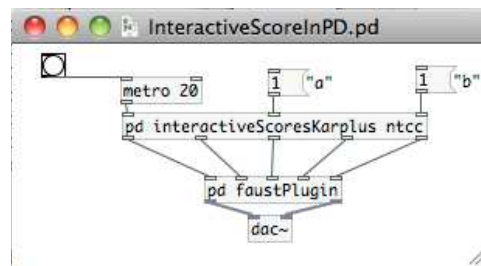 InteractiveScoreInPD.pd
metro 20
1 "a"
1 "b"
pd interactiveScoresKarplus ntcc
pd faustPlugin
dac~